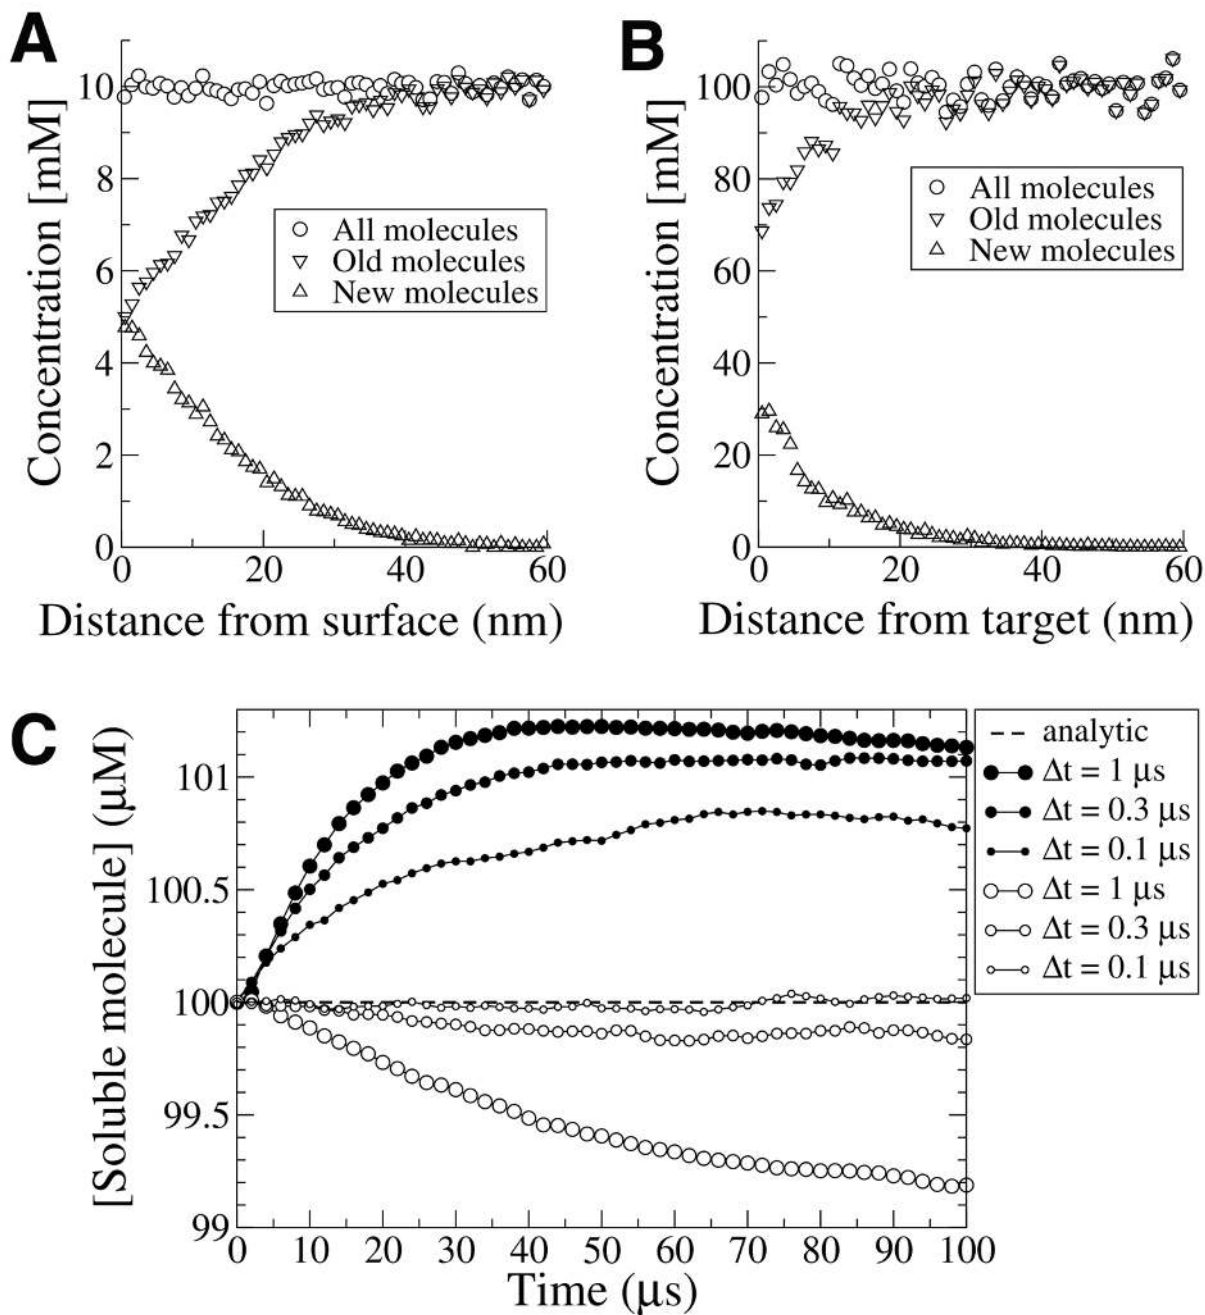 A
Concentration [mM]
10
8
6
4
2
0
0 20 40 60
Distance from surface (nm)
All molecules
Old molecules
New molecules
B
Concentration [mM]
100
80
60
40
20
0
0 20 40 60
Distance from target (nm)
All molecules
Old molecules
New molecules
C
[Soluble molecule] (μM)
101
100.5
100
99.5
99
0 10 20 30 40 50 60 70 80 90 100
Time (μs)
analytic
Δt = 1 μs
Δt = 0.3 μs
Δt = 0.1 μs
Δt = 1 μs
Δt = 0.3 μs
Δt = 0.1 μs